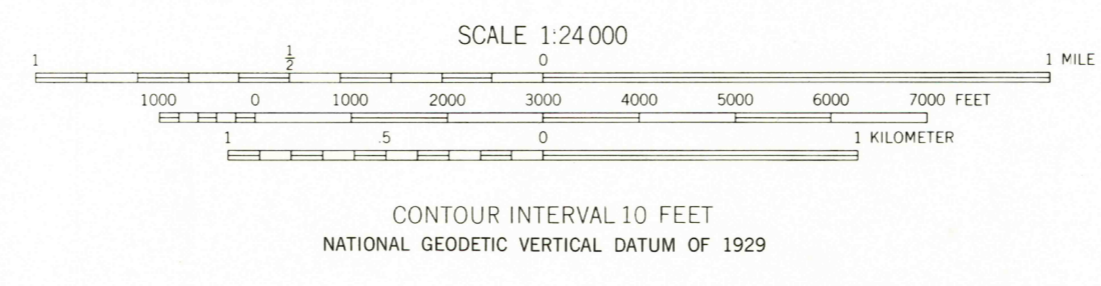 SCALE 1:24 000
1 1/2 0 1 MILE
1000 0 1000 2000 3000 4000 5000 6000 7000 FEET
1 .5 0 1 KILOMETER
CONTOUR INTERVAL 10 FEET
NATIONAL GEODETIC VERTICAL DATUM OF 1929